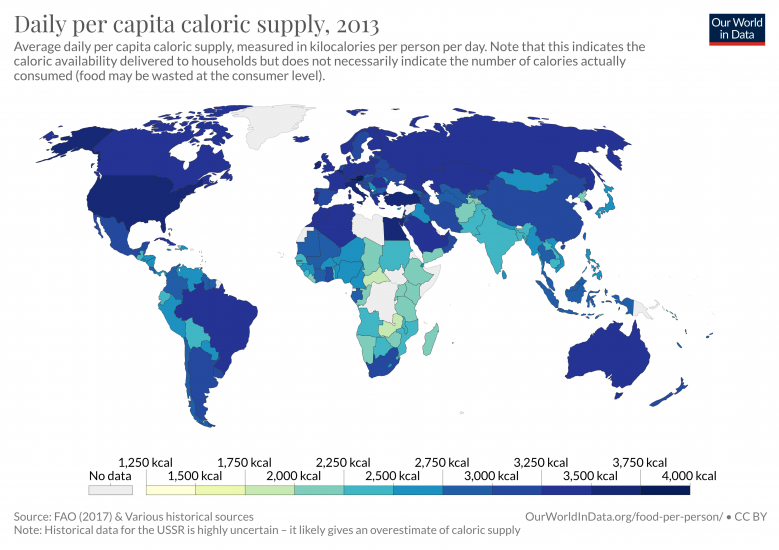 Daily per capita caloric supply, 2013
Our World
in Data
Average daily per capita caloric supply, measured in kilocalories per person per day. Note that this indicates the
caloric availability delivered to households but does not necessarily indicate the number of calories actually
consumed (food may be wasted at the consumer level).
1,250 kcal 1,750 kcal 2,250 kcal 2,750 kcal 3,250 kcal 3,750 kcal
No data 1,500 kcal 2,000 kcal 2,500 kcal 3,000 kcal 3,500 kcal 4,000 kcal
Source: FAO (2017) & Various historical sources OurWorldInData.org/food-per-person/ • CC BY
Note: Historical data for the USSR is highly uncertain – it likely gives an overestimate of caloric supply